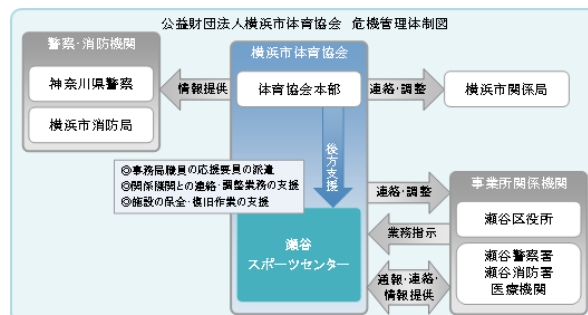 公益財団法人横浜市体育協会 危機管理体制図
警察・消防機関
神奈川県警察
横浜市消防局
情報提供
横浜市体育協会
体育協会本部
連絡・調整
横浜市関係局
後方支援
◎事務局職員の応援要員の派遣
◎関係機関との連絡・調整業務の支援
◎施設の保全・復旧作業の支援
瀬谷
スポーツセンター
連絡・調整
業務指示
通報・連絡・
情報提供
事業所関係機関
瀬谷区役所
瀬谷警察署
瀬谷消防署
医療機関